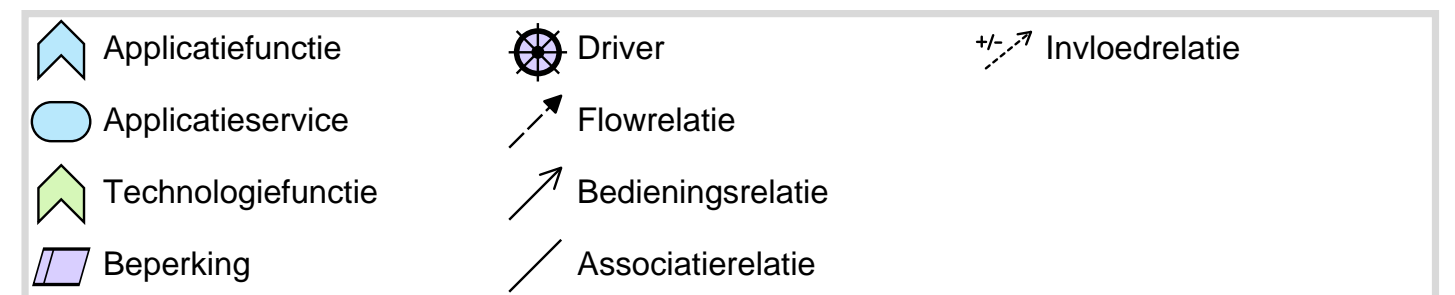 Applicatiefunctie
Driver
+/- Invloedrelatie
Applicatieservice
Flowrelatie
Technologiefunctie
Bedieningsrelatie
Beperking
Associatierelatie